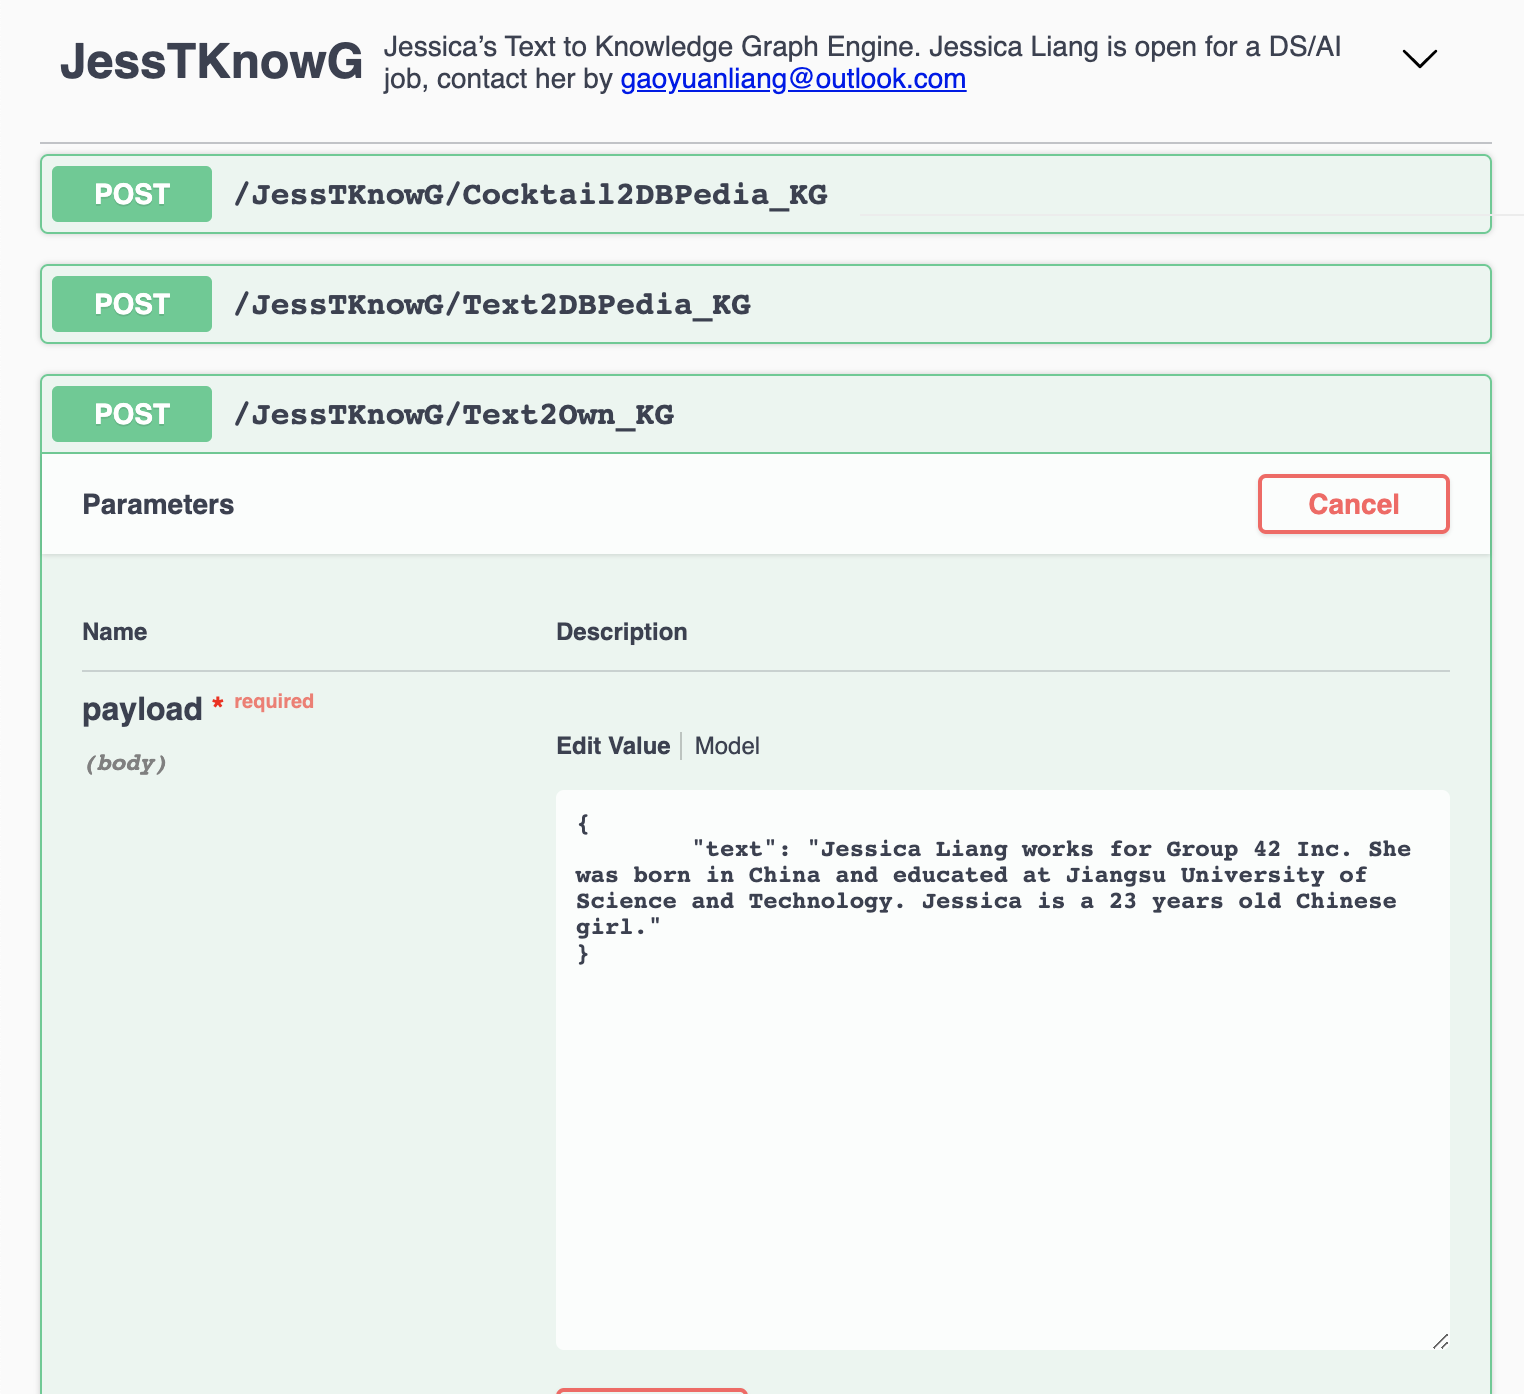 JessTKnowG
Jessica’s Text to Knowledge Graph Engine. Jessica Liang is open for a DS/AI
job, contact her by gaoyuanliang@outlook.com
POST /JessTKnowG/Cocktail2DBPedia_KG
POST /JessTKnowG/Text2DBPedia_KG
POST /JessTKnowG/Text2Own_KG
Parameters
Cancel
Name Description
payload * required
(body)
Edit Value Model
{
"text": "Jessica Liang works for Group 42 Inc. She
was born in China and educated at Jiangsu University of
Science and Technology. Jessica is a 23 years old Chinese
girl."
}